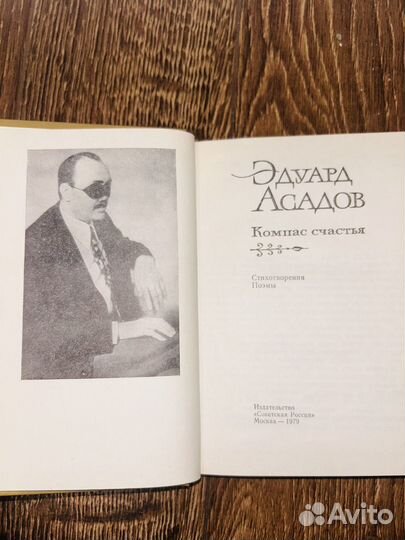 Эдуард
Асадов
Компас счастья
Стихотворения
Поэмы
Издательство
«Советская Россия»
Москва — 1979
Avito